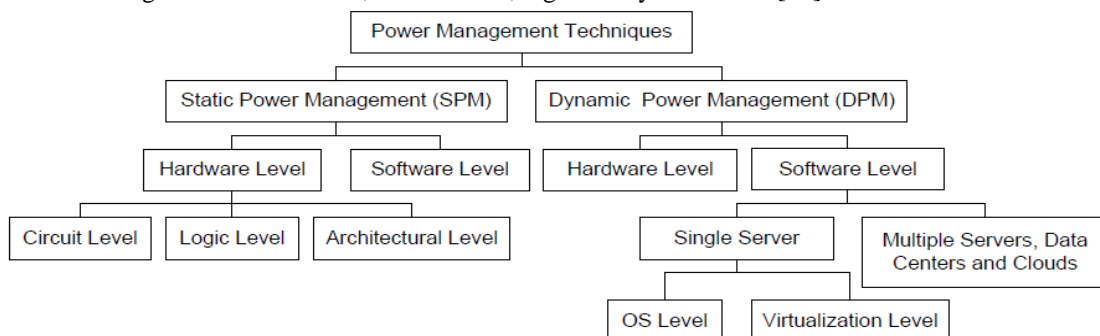 Power Management Techniques
Static Power Management (SPM)
Dynamic Power Management (DPM)
Hardware Level
Software Level
Hardware Level
Software Level
Circuit Level
Logic Level
Architectural Level
Single Server
Multiple Servers, Data
Centers and Clouds
OS Level
Virtualization Level